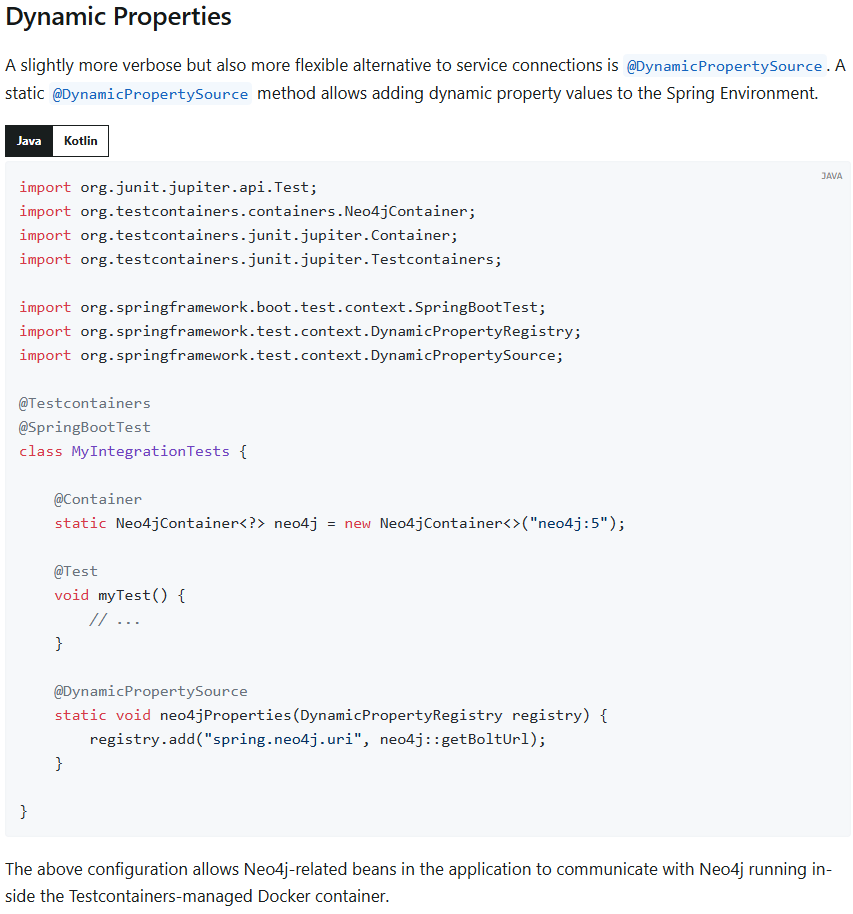 Dynamic Properties
A slightly more verbose but also more flexible alternative to service connections is @DynamicPropertySource. A
static @DynamicPropertySource method allows adding dynamic property values to the Spring Environment.
Java Kotlin
JAVA
import org.junit.jupiter.api.Test;
import org.testcontainers.containers.Neo4jContainer;
import org.testcontainers.junit.jupiter.Container;
import org.testcontainers.junit.jupiter.Testcontainers;

import org.springframework.boot.test.context.SpringBootTest;
import org.springframework.test.context.DynamicPropertyRegistry;
import org.springframework.test.context.DynamicPropertySource;

@Testcontainers
@SpringBootTest
class MyIntegrationTests {

    @Container
    static Neo4jContainer<?> neo4j = new Neo4jContainer<>("neo4j:5");

    @Test
    void myTest() {
        // ...
    }

    @DynamicPropertySource
    static void neo4jProperties(DynamicPropertyRegistry registry) {
        registry.add("spring.neo4j.uri", neo4j::getBoltUrl);
    }

}
The above configuration allows Neo4j-related beans in the application to communicate with Neo4j running in-
side the Testcontainers-managed Docker container.